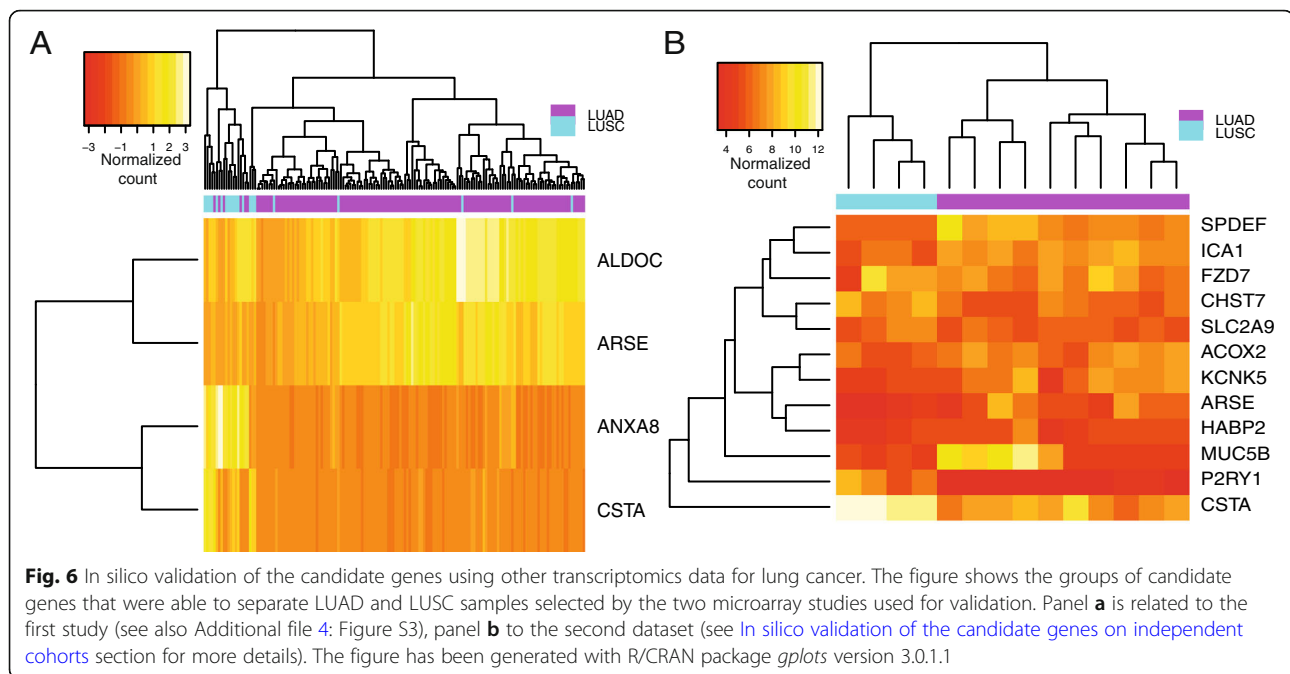 A
LUAD
LUSC
−3 −1 1 2 3
Normalized
count
ALDOC
ARSE
ANXA8
CSTA
B
LUAD
LUSC
4 6 8 10 12
Normalized
count
SPDEF
ICA1
FZD7
CHST7
SLC2A9
ACOX2
KCNK5
ARSE
HABP2
MUC5B
P2RY1
CSTA
Fig. 6 In silico validation of the candidate genes using other transcriptomics data for lung cancer. The figure shows the groups of candidate
genes that were able to separate LUAD and LUSC samples selected by the two microarray studies used for validation. Panel a is related to the
first study (see also Additional file 4: Figure S3), panel b to the second dataset (see In silico validation of the candidate genes on independent
cohorts section for more details). The figure has been generated with R/CRAN package gplots version 3.0.1.1